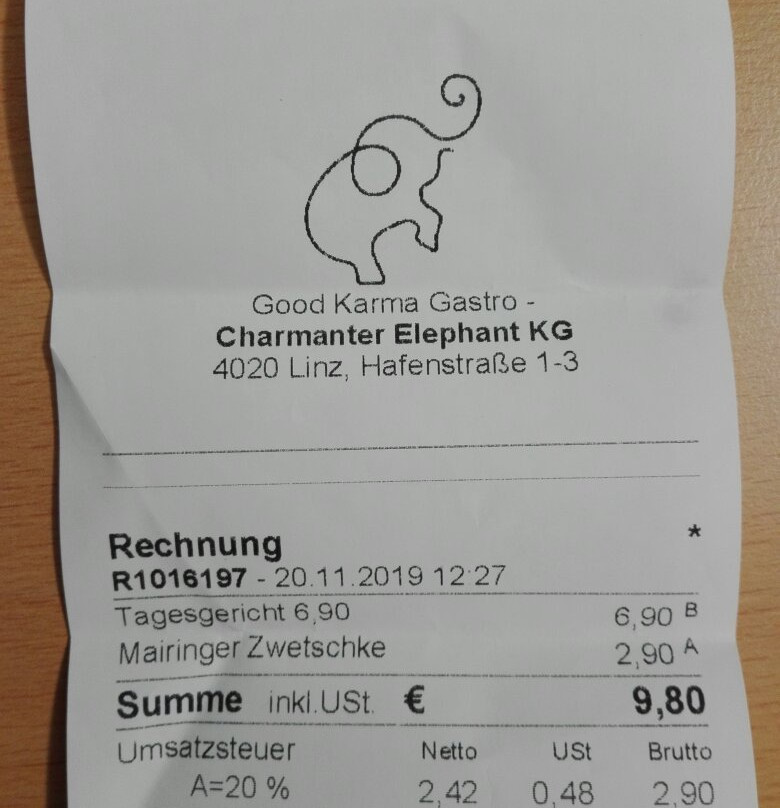 Good Karma Gastro -
Charmanter Elephant KG
4020 Linz, Hafenstraße 1-3
Rechnung *
R1016197 - 20.11.2019 12:27
Tagesgericht 6,90 6,90 B
Mairinger Zwetschke 2,90 A
Summe inkl.USt. € 9,80
Umsatzsteuer Netto USt Brutto
A=20 % 2,42 0,48 2,90